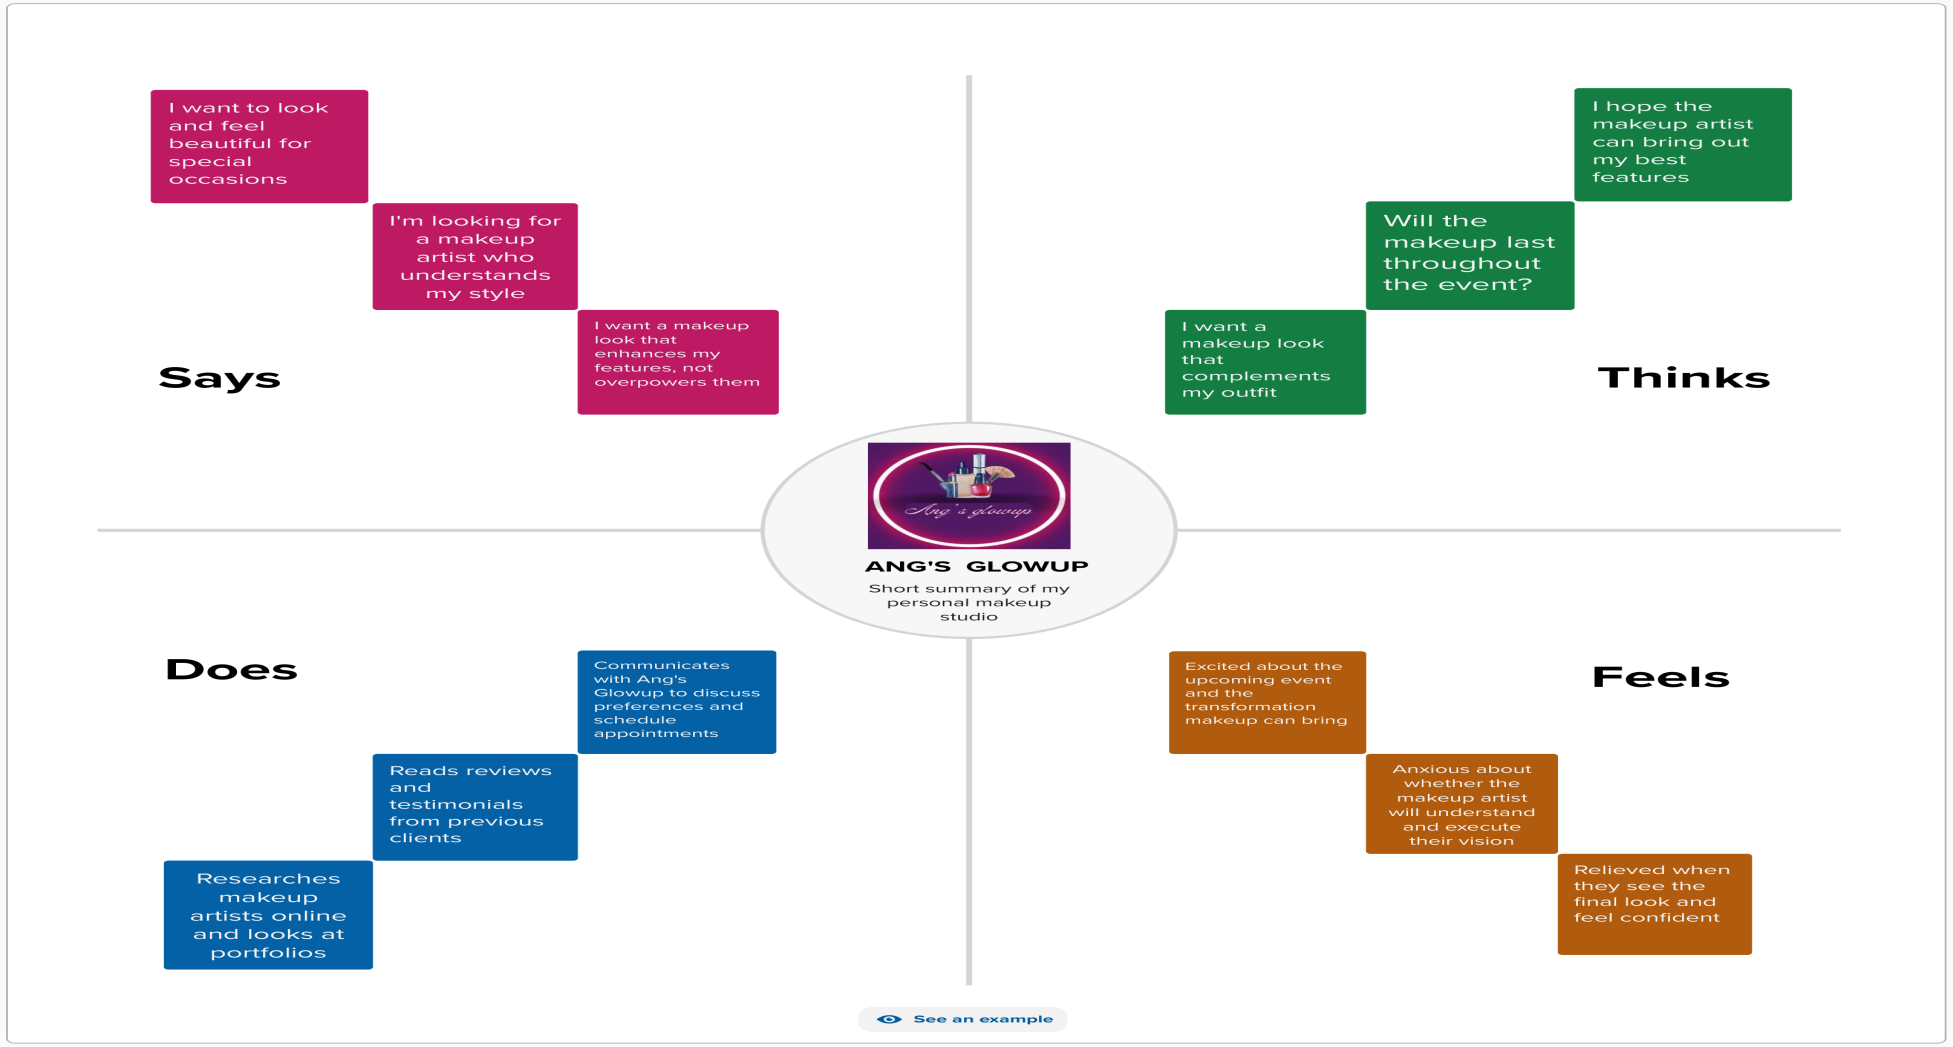 I want to look
and feel
beautiful for
special
occasions
I'm looking for
a makeup
artist who
understands
my style
I want a makeup
look that
enhances my
features, not
overpowers them
Says
I hope the
makeup artist
can bring out
my best
features
Will the
makeup last
throughout
the event?
I want a
makeup look
that
complements
my outfit
Thinks
Ang's glowup
ANG'S  GLOWUP
Short summary of my
personal makeup
studio
Does
Communicates
with Ang's
Glowup to discuss
preferences and
schedule
appointments
Reads reviews
and
testimonials
from previous
clients
Researches
makeup
artists online
and looks at
portfolios
Feels
Excited about the
upcoming event
and the
transformation
makeup can bring
Anxious about
whether the
makeup artist
will understand
and execute
their vision
Relieved when
they see the
final look and
feel confident
See an example